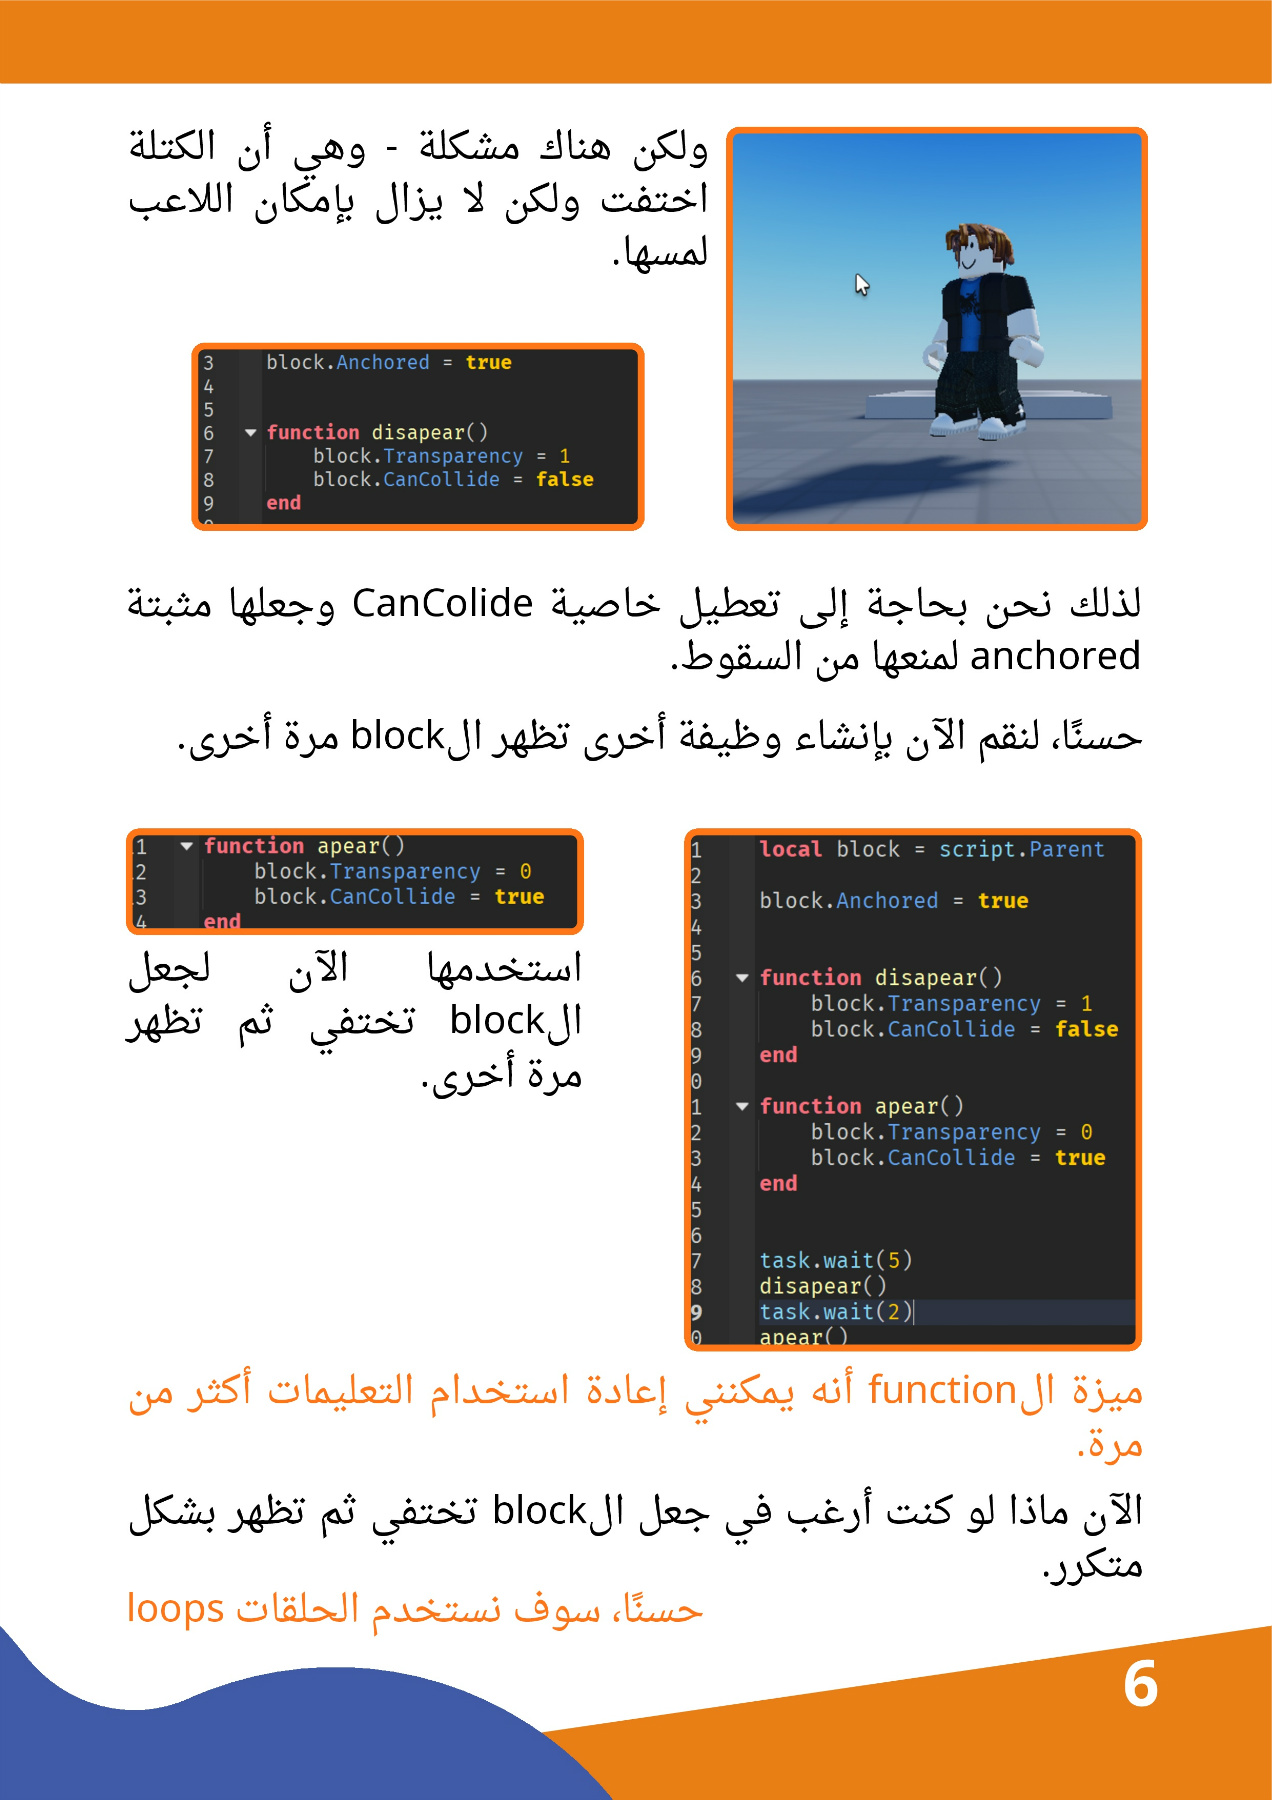 ولكن هناك مشكلة - وهي أن الكتلة
اختفت ولكن لا يزال بإمكان اللاعب
لمسها.
3 block.Anchored = true
4
5
6 function disapear()
7 block.Transparency = 1
8 block.CanCollide = false
9 end
لذلك نحن بحاجة إلى تعطيل خاصية CanColide وجعلها مثبتة
anchored لمنعها من السقوط.
حسنًا، لنقم الآن بإنشاء وظيفة أخرى تظهر الblock مرة أخرى.
1 function apear()
2 block.Transparency = 0
3 block.CanCollide = true
4 end
استخدمها الآن لجعل
الblock تختفي ثم تظهر
مرة أخرى.
1 local block = script.Parent
2
3 block.Anchored = true
4
5
6 function disapear()
7 block.Transparency = 1
8 block.CanCollide = false
9 end
0
1 function apear()
2 block.Transparency = 0
3 block.CanCollide = true
4 end
5
6
7 task.wait(5)
8 disapear()
9 task.wait(2)
0 apear()
ميزة الfunction أنه يمكنني إعادة استخدام التعليمات أكثر من
مرة.
الآن ماذا لو كنت أرغب في جعل الblock تختفي ثم تظهر بشكل
متكرر.
حسنًا، سوف نستخدم الحلقات loops
6